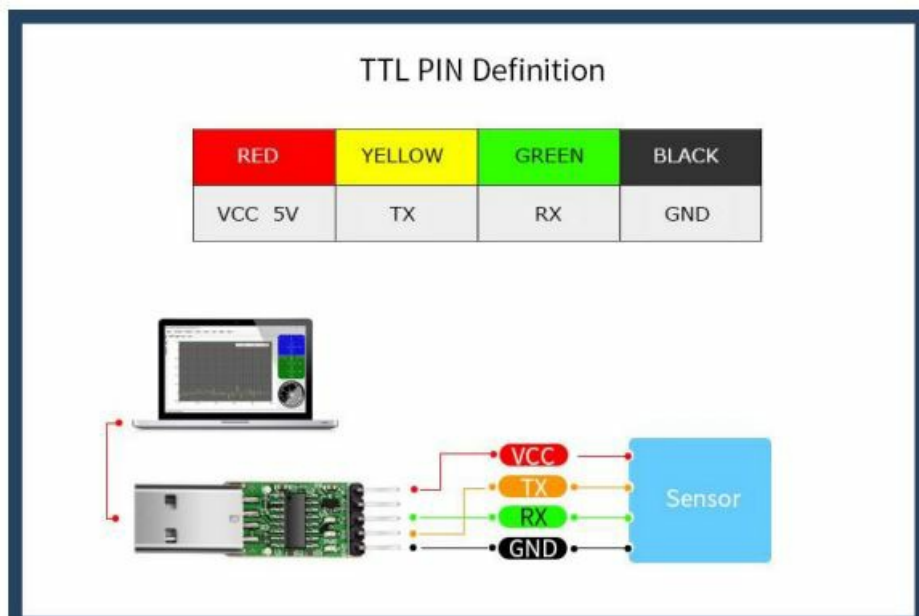 TTL PIN Definition
RED YELLOW GREEN BLACK
VCC 5V TX RX GND
VCC
TX
RX
GND
Sensor